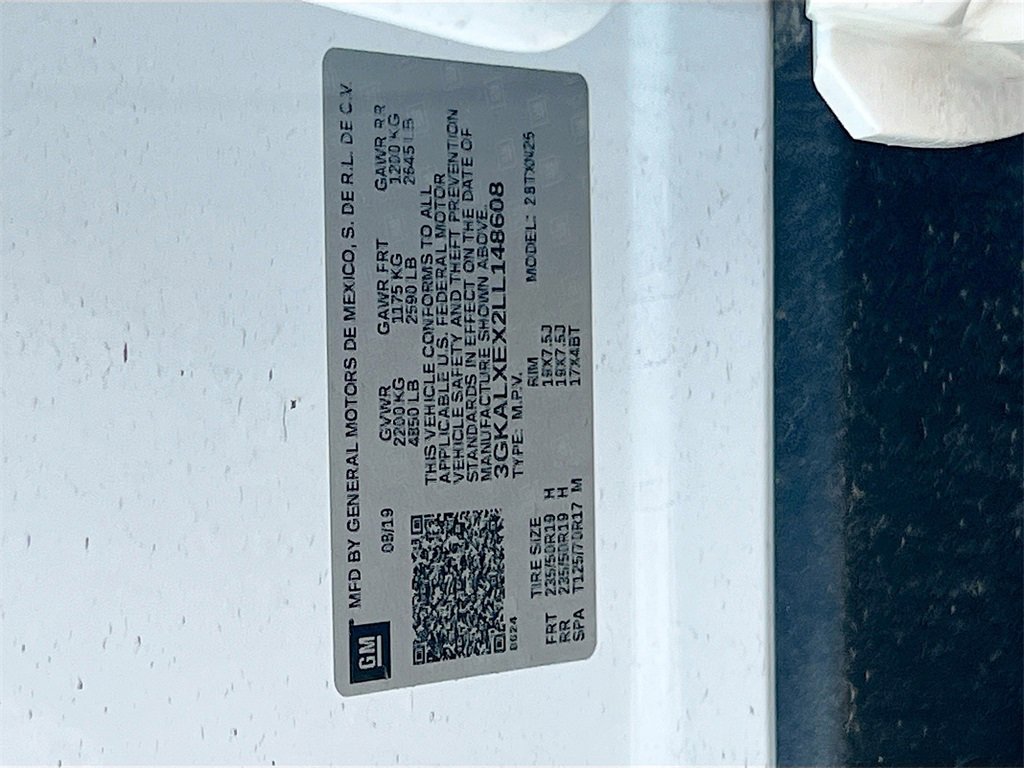 GM
MFD BY GENERAL MOTORS DE MEXICO, S. DE R.L. DE C.V.
08/19
GVWR GAWR FRT GAWR RR
2200 KG 1175 KG 1200 KG
4850 LB 2590 LB 2645 LB
THIS VEHICLE CONFORMS TO ALL
APPLICABLE U.S. FEDERAL MOTOR
VEHICLE SAFETY AND THEFT PREVENTION
STANDARDS IN EFFECT ON THE DATE OF
MANUFACTURE SHOWN ABOVE.
3GKALXEX2LL148608
TYPE: M.P.V. MODEL:
TIRE SIZE RIM
FRT 235/50R19 H 19X7.5J
RR 235/50R19 H 19X7.5J
SPA T125/70R17 M 17X4BT